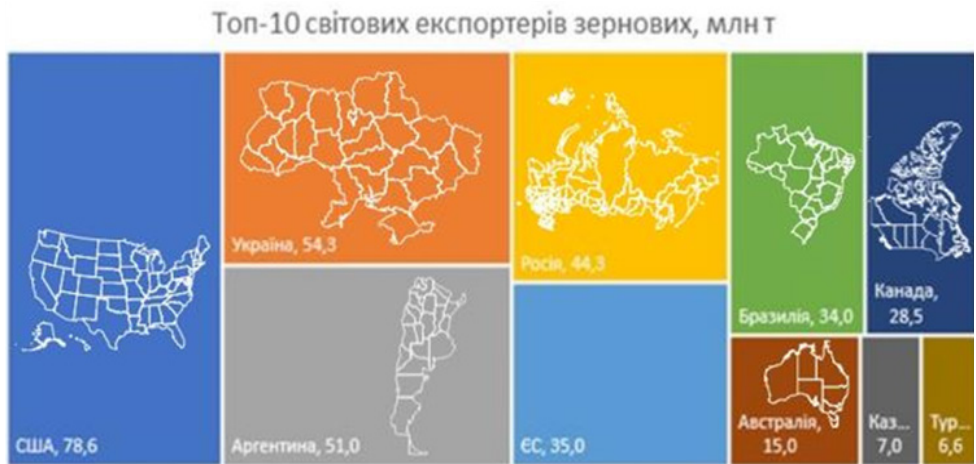 Топ-10 світових експортерів зернових, млн т
США, 78,6
Україна, 54,3
Аргентина, 51,0
Росія, 44,3
ЄС, 35,0
Бразилія, 34,0
Канада,
28,5
Австралія,
15,0
Каз...
7,0
Тур...
6,6